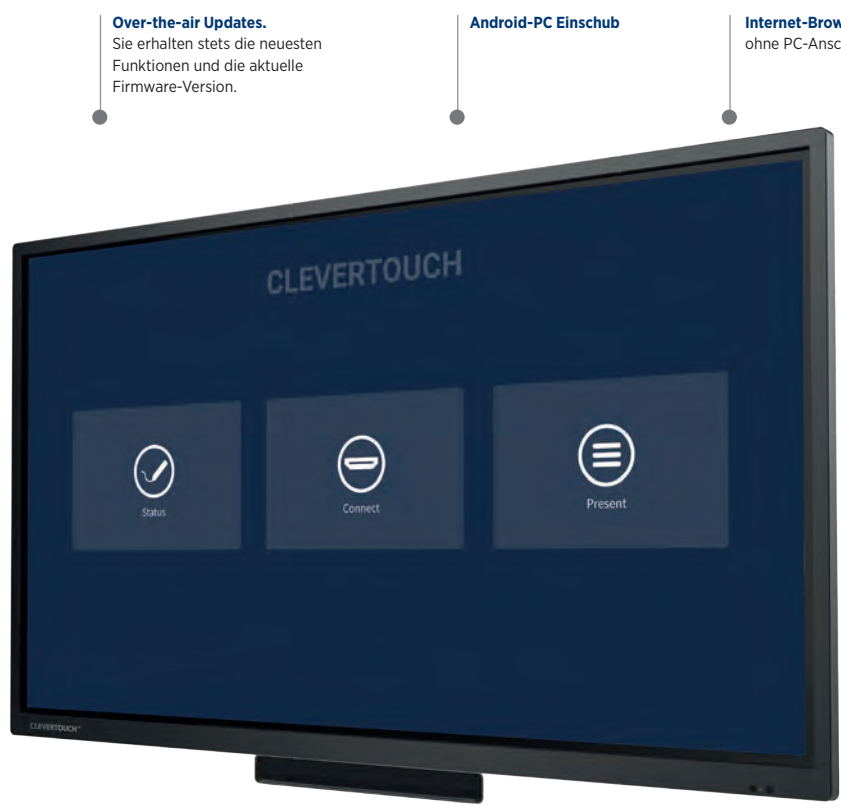 Over-the-air Updates.
Sie erhalten stets die neuesten
Funktionen und die aktuelle
Firmware-Version.
Android-PC Einschub
ohne
CLEVERTOUCH
Status
Connect
Present
CLEVERTOUCH